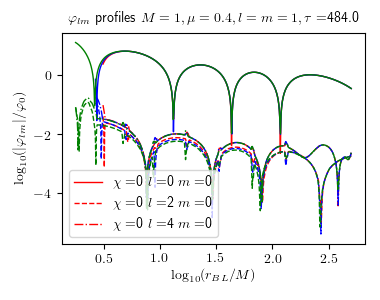 φ_lm profiles M = 1, μ = 0.4, l = m = 1, τ =484.0
log₁₀(|φ_lm|/φ₀)
0
−2
−4
χ =0 l =0 m =0
χ =0 l =2 m =0
χ =0 l =4 m =0
0.5 1.0 1.5 2.0 2.5
log₁₀(r_BL/M)